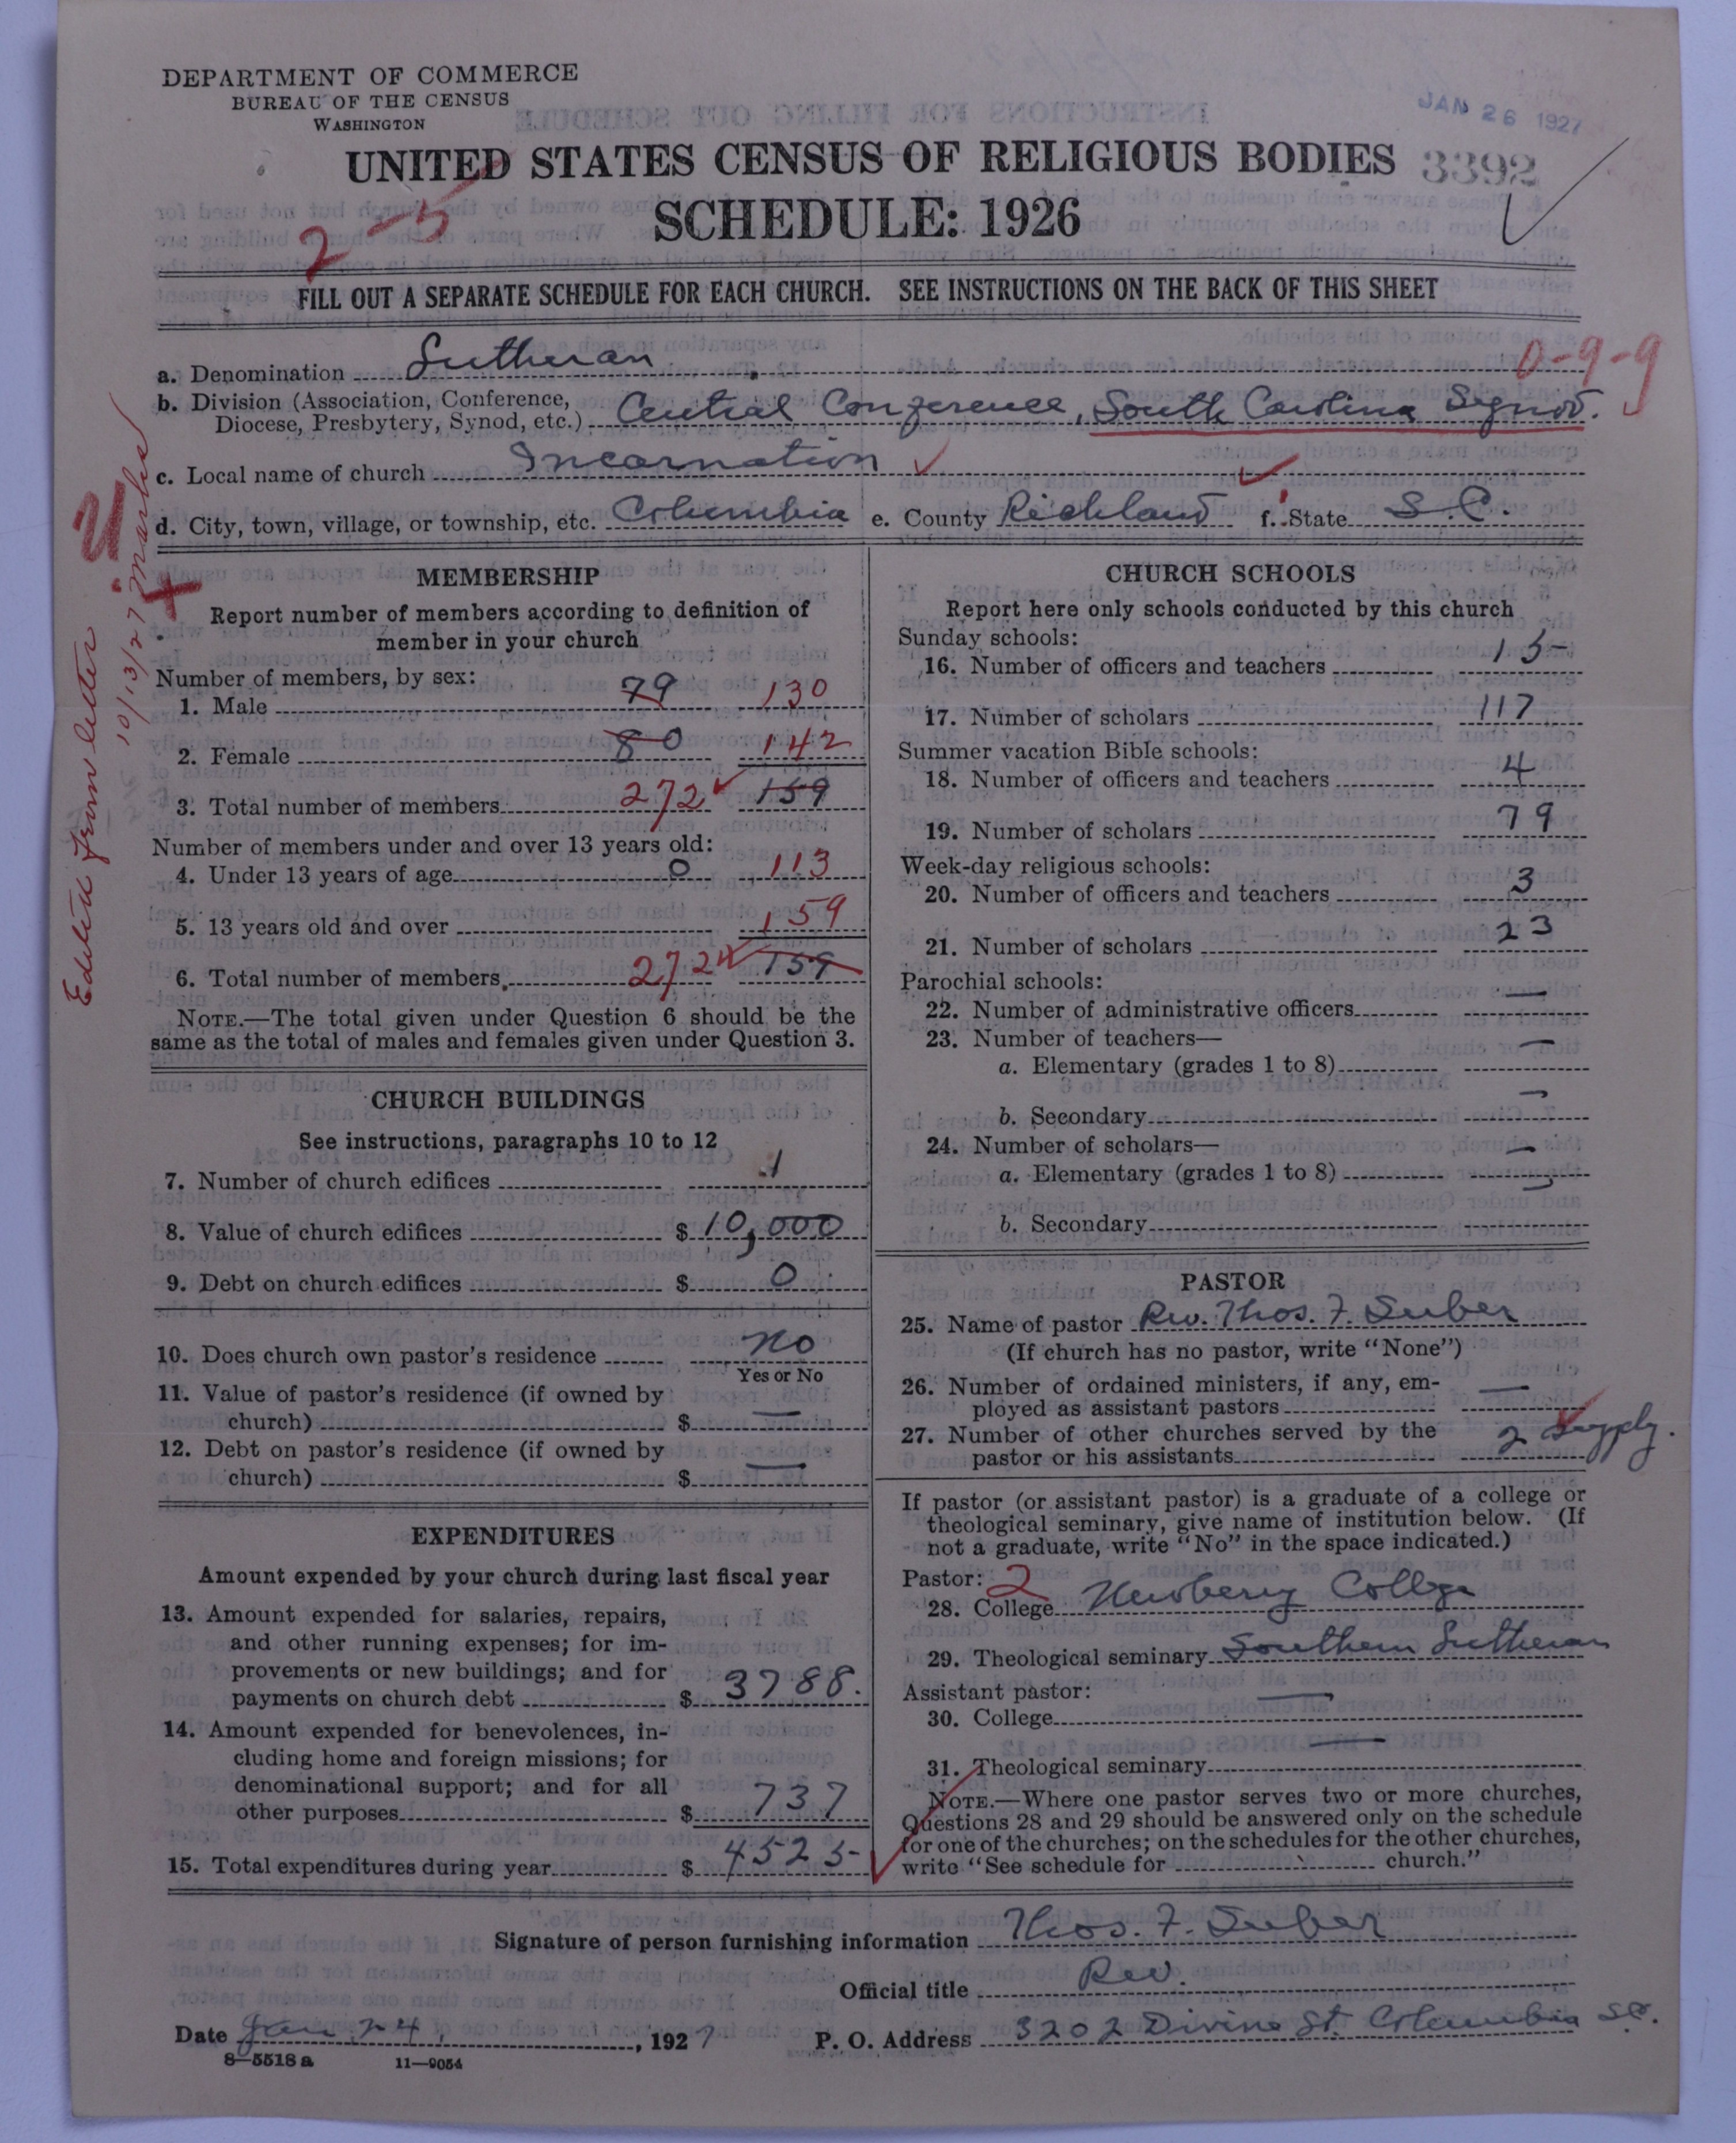 DEPARTMENT OF COMMERCE
BUREAU OF THE CENSUS
WASHINGTON
JAN 26 1927
UNITED STATES CENSUS OF RELIGIOUS BODIES 3392
2-5
SCHEDULE: 1926
FILL OUT A SEPARATE SCHEDULE FOR EACH CHURCH. SEE INSTRUCTIONS ON THE BACK OF THIS SHEET
0-9-9
a. Denomination Lutheran
b. Division (Association, Conference,
Diocese, Presbytery, Synod, etc.) Central Conference, South Carolina Synod.
c. Local name of church Incarnation
d. City, town, village, or township, etc. Columbia e. County Richland f. State S.C.
Edited from letter
10/13/27
MEMBERSHIP
Report number of members according to definition of
member in your church
Number of members, by sex:
1. Male 79 130
2. Female 80 142
3. Total number of members 272 159
Number of members under and over 13 years old:
4. Under 13 years of age 0 113
5. 13 years old and over 159
6. Total number of members 272 159
NOTE.—The total given under Question 6 should be the
same as the total of males and females given under Question 3.
CHURCH BUILDINGS
See instructions, paragraphs 10 to 12
7. Number of church edifices 1
8. Value of church edifices $ 10,000
9. Debt on church edifices $ 0
10. Does church own pastor's residence No
Yes or No
11. Value of pastor's residence (if owned by
church) $ —
12. Debt on pastor's residence (if owned by
church) $ —
EXPENDITURES
Amount expended by your church during last fiscal year
13. Amount expended for salaries, repairs,
and other running expenses; for im-
provements or new buildings; and for
payments on church debt $ 3788.
14. Amount expended for benevolences, in-
cluding home and foreign missions; for
denominational support; and for all
other purposes $ 737
15. Total expenditures during year $ 4525
CHURCH SCHOOLS
Report here only schools conducted by this church
Sunday schools:
16. Number of officers and teachers 15
17. Number of scholars 117
Summer vacation Bible schools:
18. Number of officers and teachers 4
19. Number of scholars 79
Week-day religious schools:
20. Number of officers and teachers 3
21. Number of scholars 23
Parochial schools:
22. Number of administrative officers —
23. Number of teachers—
a. Elementary (grades 1 to 8) —
b. Secondary —
24. Number of scholars—
a. Elementary (grades 1 to 8) —
b. Secondary —
PASTOR
25. Name of pastor Rev. Thos. F. Suber
(If church has no pastor, write "None")
26. Number of ordained ministers, if any, em-
ployed as assistant pastors —
27. Number of other churches served by the
pastor or his assistants 2 supply.
If pastor (or assistant pastor) is a graduate of a college or
theological seminary, give name of institution below. (If
not a graduate, write "No" in the space indicated.)
Pastor: 2
28. College Newberry College
29. Theological seminary Southern Lutheran
Assistant pastor:
30. College —
31. Theological seminary —
NOTE.—Where one pastor serves two or more churches,
Questions 28 and 29 should be answered only on the schedule
for one of the churches; on the schedules for the other churches,
write "See schedule for church."
Signature of person furnishing information Thos. F. Suber
Official title Rev.
Date Jan. 24, 1927 P. O. Address 3202 Divine St. Columbia S.C.
8—5518 a 11—9054